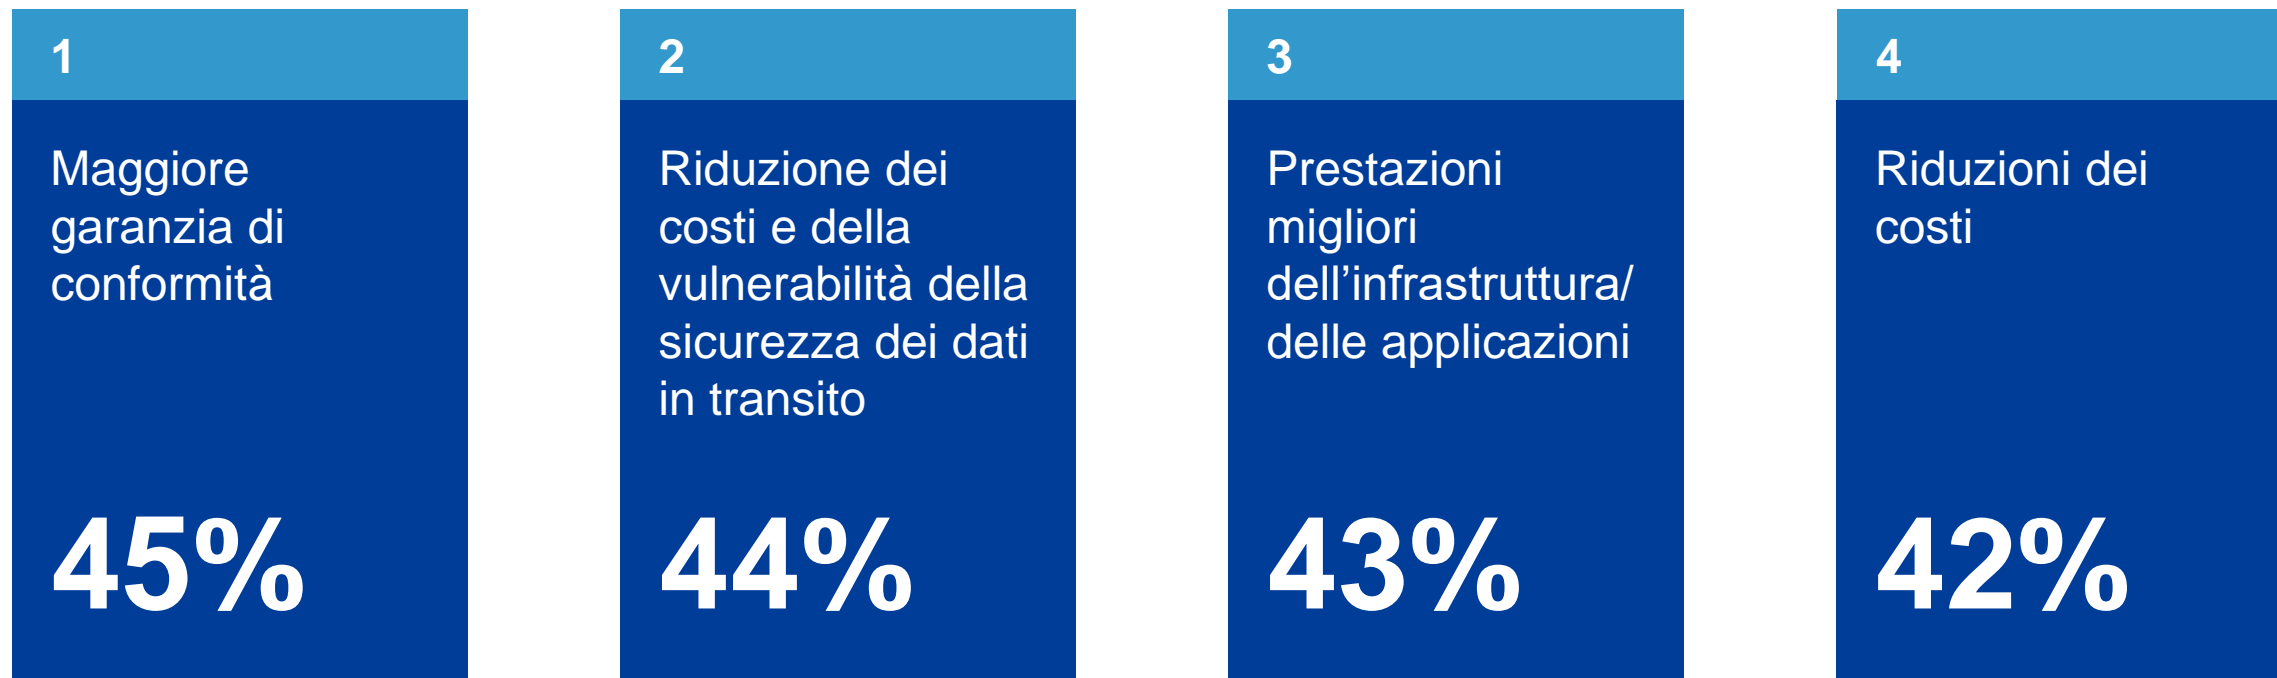 1
Maggiore
garanzia di
conformità
45%
2
Riduzione dei
costi e della
vulnerabilità della
sicurezza dei dati
in transito
44%
3
Prestazioni
migliori
dell’infrastruttura/
delle applicazioni
43%
4
Riduzioni dei
costi
42%